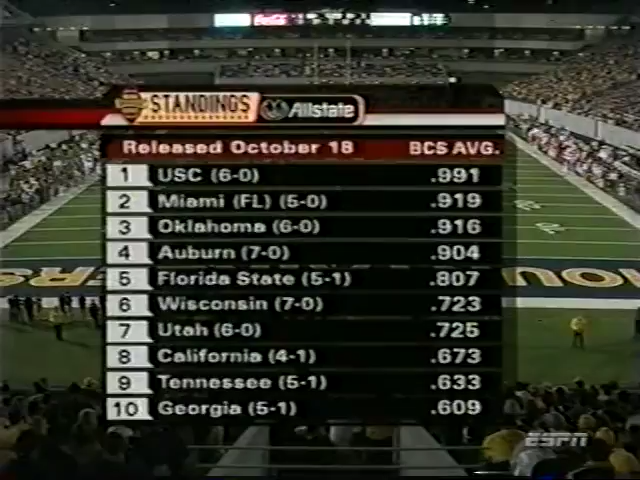 Coca-Cola
STANDINGS Allstate
Released October 18 BCS AVG.
1 USC (6-0) .991
2 Miami (FL) (5-0) .919
3 Oklahoma (6-0) .916
4 Auburn (7-0) .904
5 Florida State (5-1) .807
6 Wisconsin (7-0) .723
7 Utah (6-0) .725
8 California (4-1) .673
9 Tennessee (5-1) .633
10 Georgia (5-1) .609
ESPN